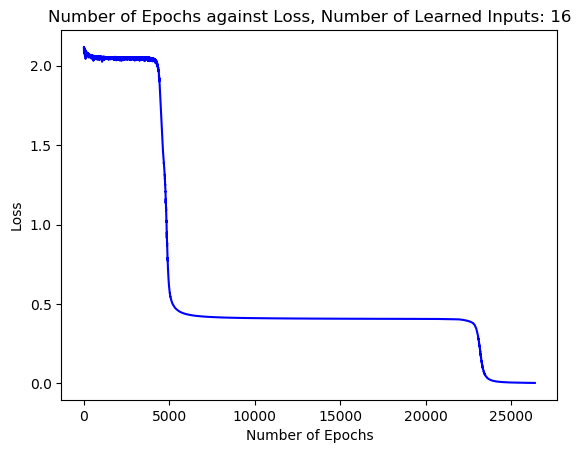 Number of Epochs against Loss, Number of Learned Inputs: 16
2.0
1.5
1.0
0.5
0.0
Loss
0 5000 10000 15000 20000 25000
Number of Epochs